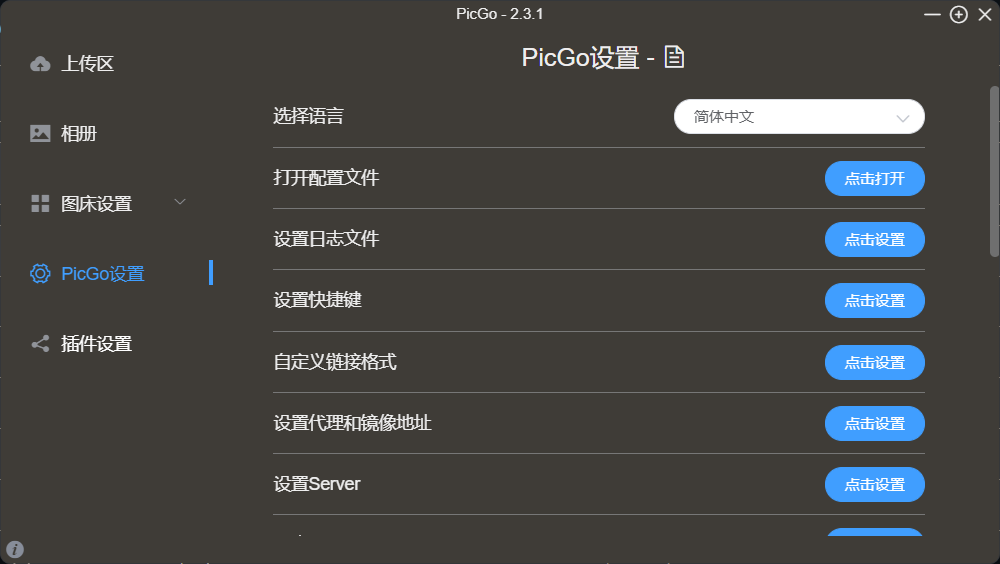 PicGo - 2.3.1
上传区
相册
图床设置
PicGo设置
插件设置
PicGo设置 -
选择语言 简体中文
打开配置文件 点击打开
设置日志文件 点击设置
设置快捷键 点击设置
自定义链接格式 点击设置
设置代理和镜像地址 点击设置
设置Server 点击设置